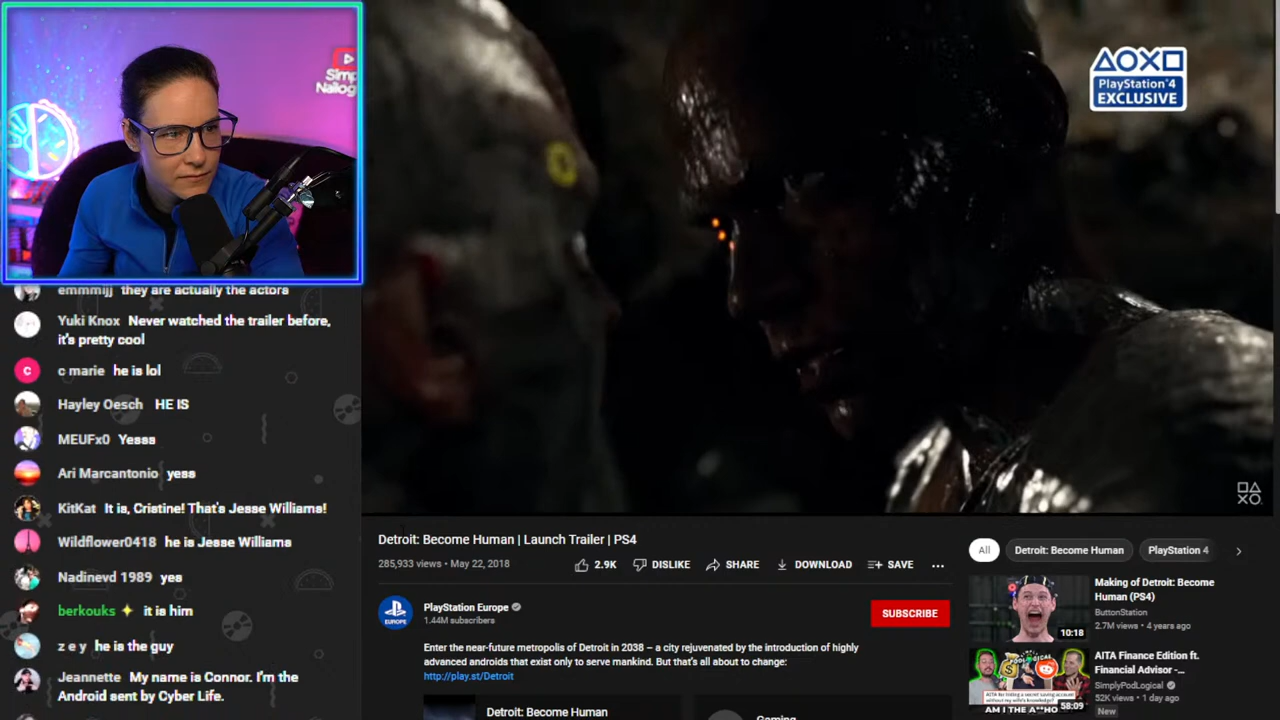 Simp
Nailog
emmmijj they are actually the actors
Yuki Knox Never watched the trailer before,
it's pretty cool
c marie he is lol
Hayley Oesch HE IS
MEUFx0 Yesss
Ari Marcantonio yess
KitKat It is, Cristine! That's Jesse Williams!
Wildflower0418 he is Jesse Williams
Nadinevd 1989 yes
berkouks it is him
z e y he is the guy
Jeannette My name is Connor. I'm the
Android sent by Cyber Life.
PlayStation 4
EXCLUSIVE
Detroit: Become Human | Launch Trailer | PS4
285,933 views • May 22, 2018
2.9K DISLIKE SHARE DOWNLOAD SAVE ...
EUROPE
PlayStation Europe
1.44M subscribers
SUBSCRIBE
Enter the near-future metropolis of Detroit in 2038 – a city rejuvenated by the introduction of highly
advanced androids that exist only to serve mankind. But that's all about to change:
http://play.st/Detroit
Detroit: Become Human
Gaming
All Detroit: Become Human PlayStation 4
Making of Detroit: Become
Human (PS4)
ButtonStation
2.7M views • 4 years ago
10:18
AITA Finance Edition ft.
Financial Advisor -...
SimplyPodLogical
52K views • 1 day ago
New
58:09
AM I THE A**HO